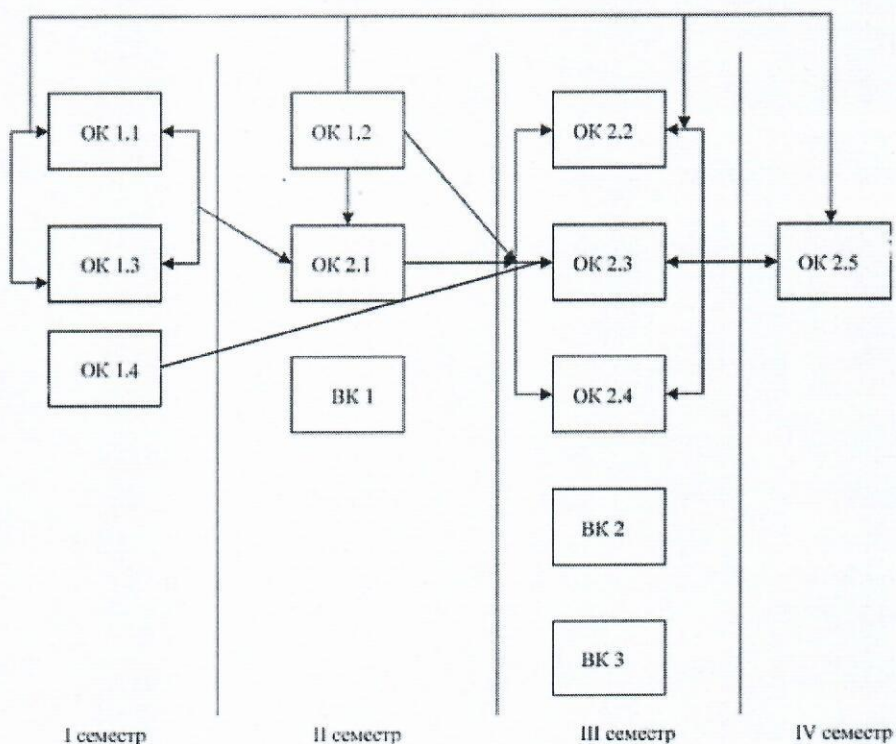 ОК 1.1
ОК 1.2
ОК 2.2
ОК 1.3
ОК 2.1
ОК 2.3
ОК 2.5
ОК 1.4
ВК 1
ОК 2.4
ВК 2
ВК 3
І семестр
ІІ семестр
ІІІ семестр
IV семестр